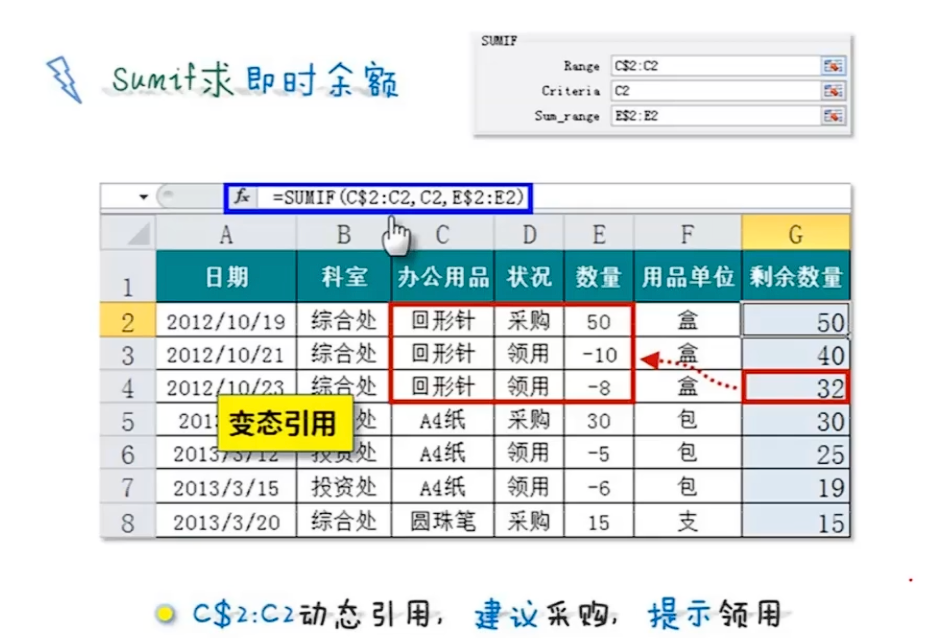 Sumif求即时余额
SUMIF
Range C$2:C2
Criteria C2
Sum_range E$2:E2
fx =SUMIF(C$2:C2,C2,E$2:E2)
A B C D E F G
1 日期 科室 办公用品 状况 数量 用品单位 剩余数量
2 2012/10/19 综合处 回形针 采购 50 盒 50
3 2012/10/21 综合处 回形针 领用 -10 盒 40
4 2012/10/23 综合处 回形针 领用 -8 盒 32
5 201 处 A4纸 采购 30 包 30
变态引用
6 2013/3/12 投资处 A4纸 领用 -5 包 25
7 2013/3/15 投资处 A4纸 领用 -6 包 19
8 2013/3/20 综合处 圆珠笔 采购 15 支 15
C$2:C2动态引用，建议采购，提示领用